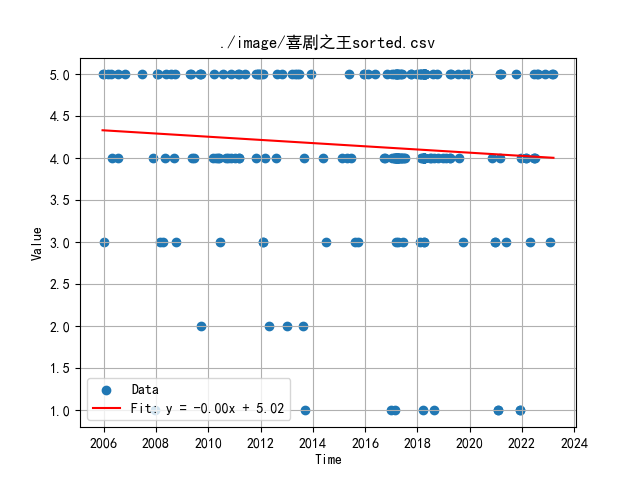 ./image/喜剧之王sorted.csv
5.0
4.5
4.0
3.5
3.0
2.5
2.0
1.5
1.0
Value
Data
Fit: y = -0.00x + 5.02
2006 2008 2010 2012 2014 2016 2018 2020 2022 2024
Time